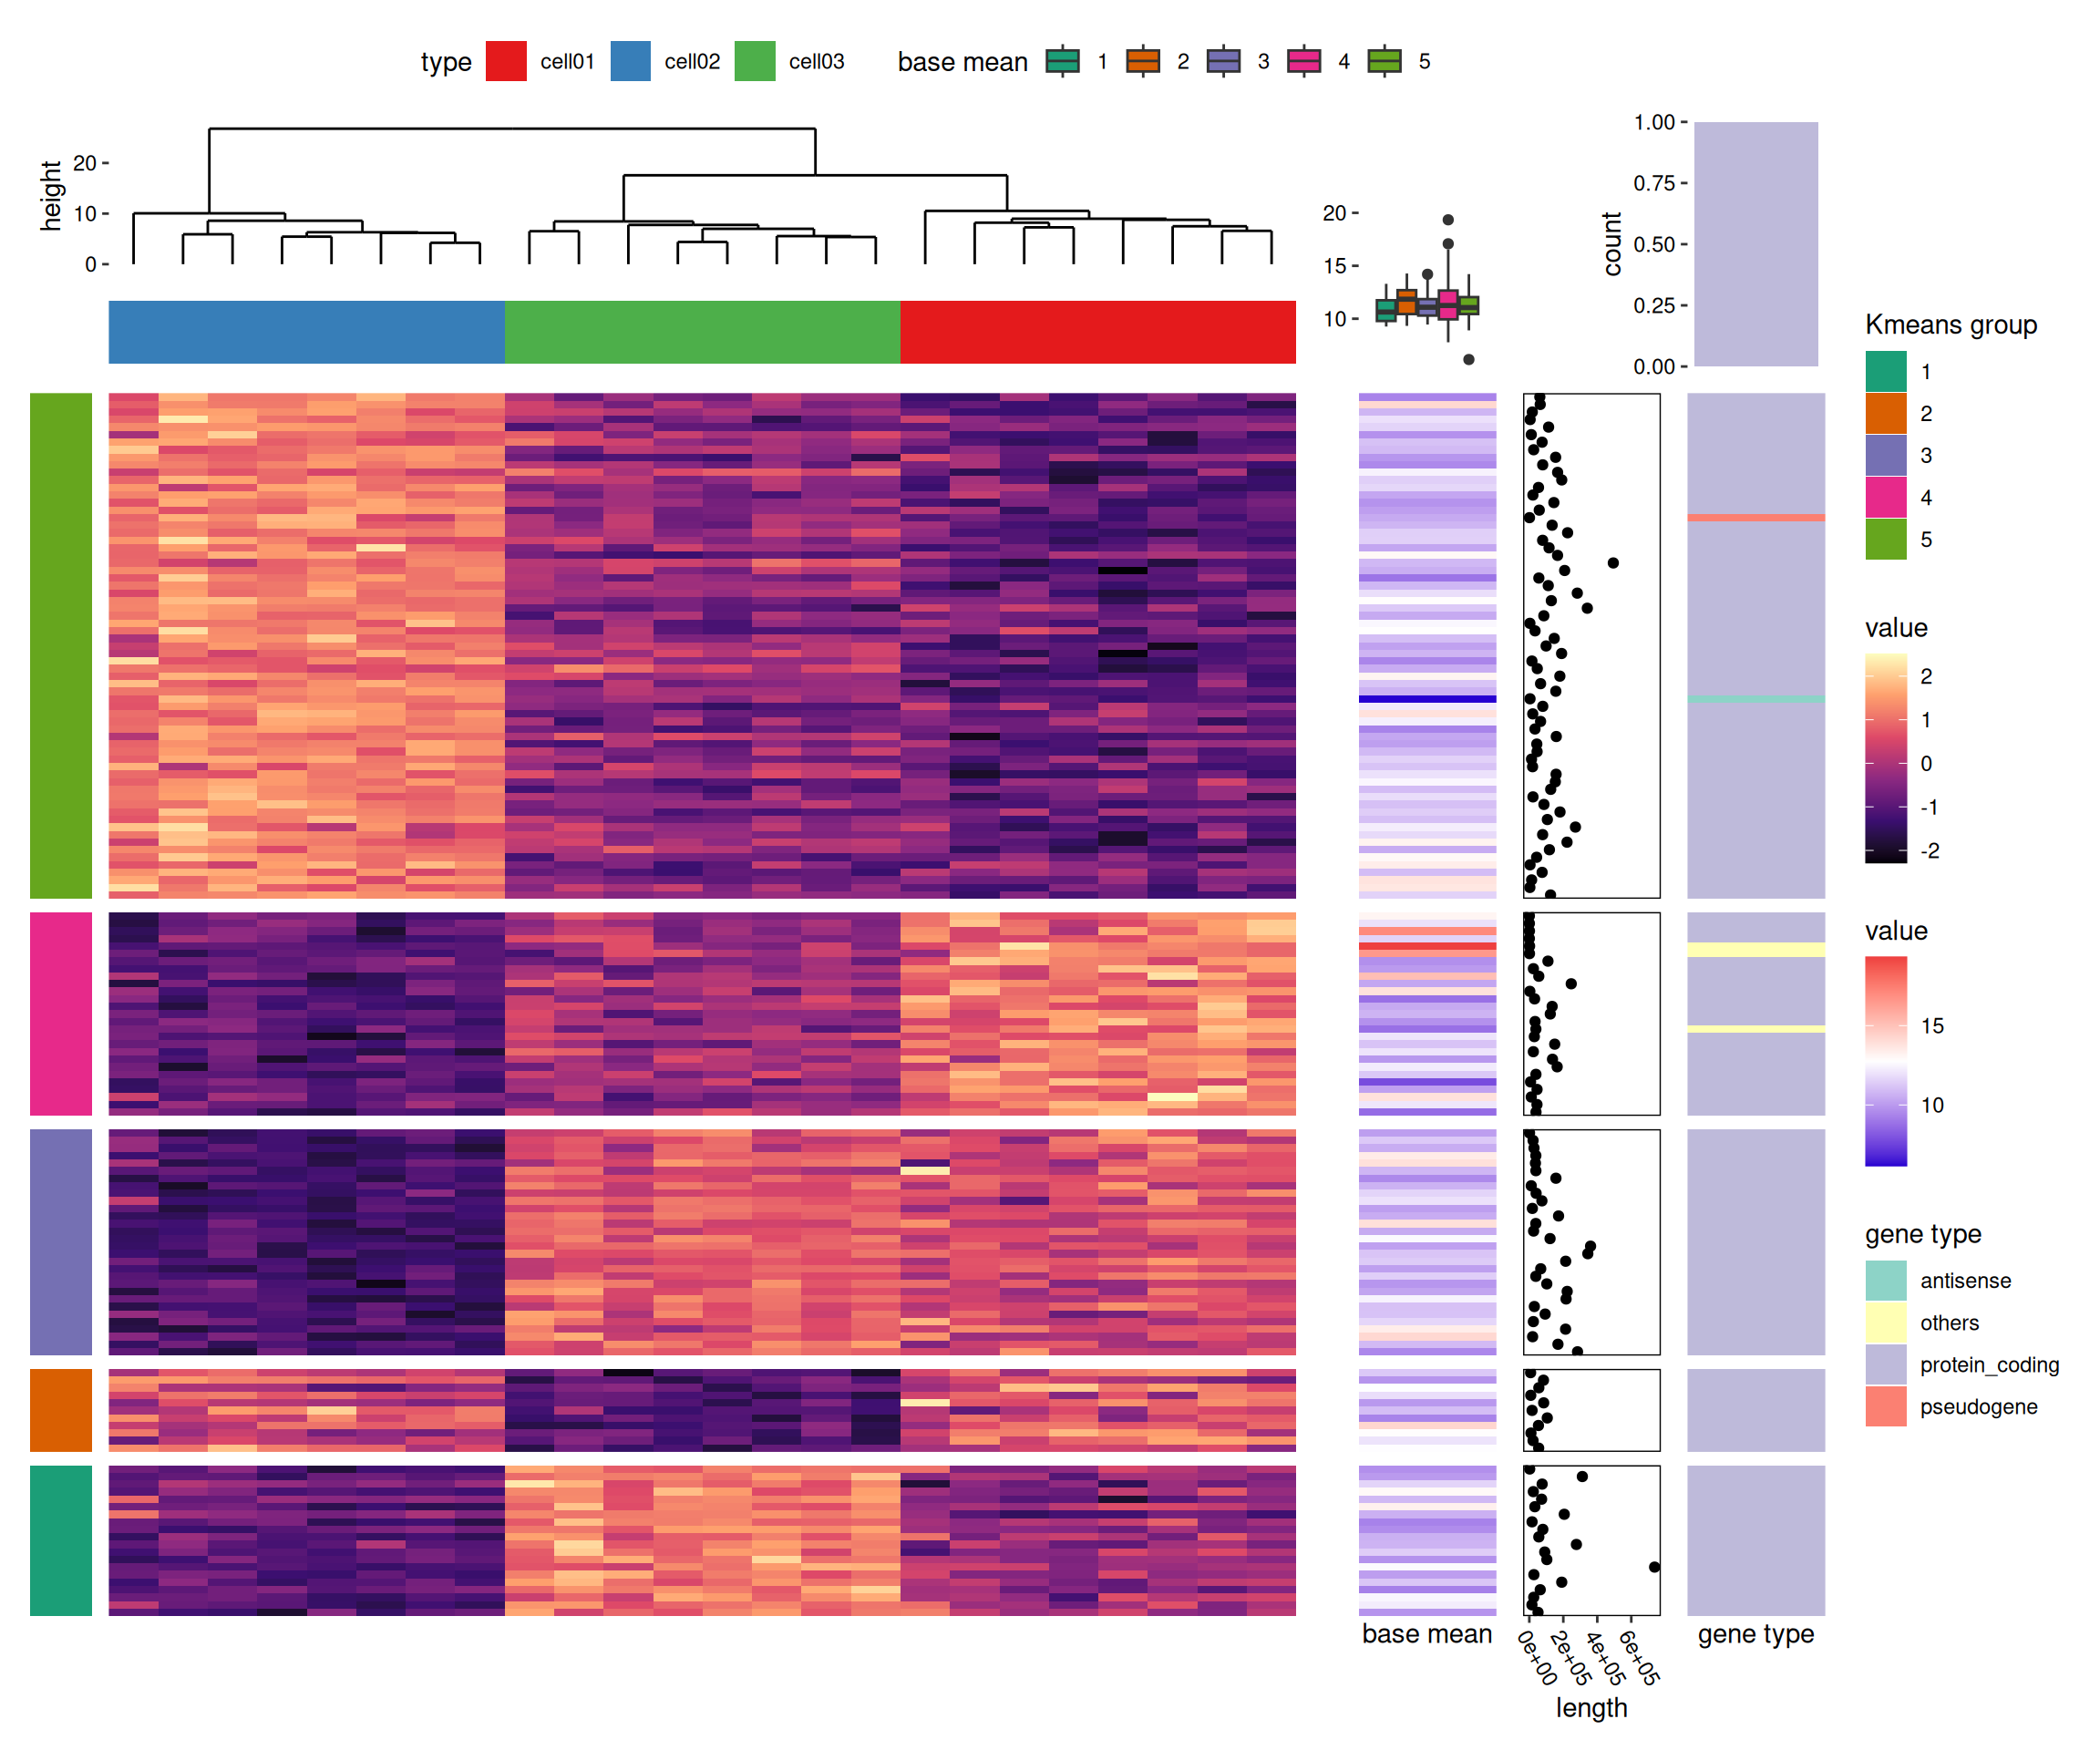 type cell01 cell02 cell03 base mean 1 2 3 4 5
height
20
10
0
20
15
10
count
1.00
0.75
0.50
0.25
0.00
Kmeans group
1
2
3
4
5
value
2
1
0
-1
-2
value
15
10
gene type
antisense
others
protein_coding
pseudogene
base mean
0e+00 2e+05 4e+05 6e+05
length
gene type